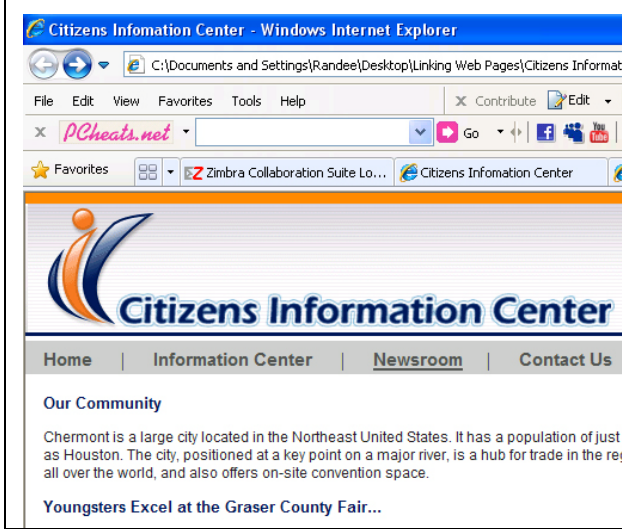 Citizens Infomation Center - Windows Internet Explorer
C:\Documents and Settings\Randee\Desktop\Linking Web Pages\Citizens Informat
File Edit View Favorites Tools Help x Contribute Edit
x PCheats.net Go You Tube
Favorites Zimbra Collaboration Suite Lo... Citizens Infomation Center
Citizens Information Center
Home | Information Center | Newsroom | Contact Us
Our Community
Chermont is a large city located in the Northeast United States. It has a population of just
as Houston. The city, positioned at a key point on a major river, is a hub for trade in the reg
all over the world, and also offers on-site convention space.
Youngsters Excel at the Graser County Fair...